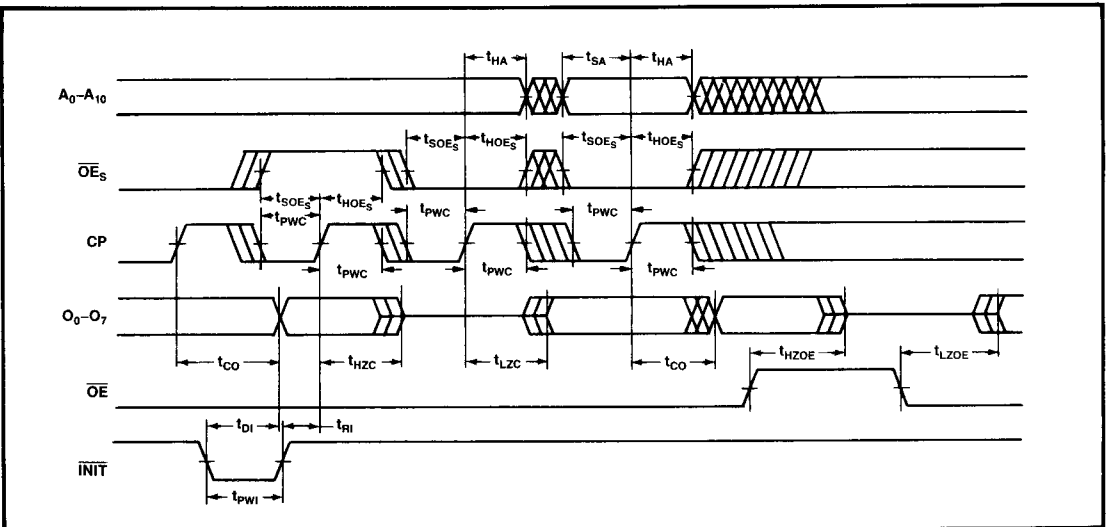 tHA tSA tHA
A0–A10
tSOES tHOES tSOES tHOES
OES
tSOES tHOES
tPWC tPWC tPWC
CP
tPWC tPWC tPWC
O0–O7
tCO tHZC tLZC tCO tHZOE tLZOE
OE
tDI tRI
INIT
tPWI